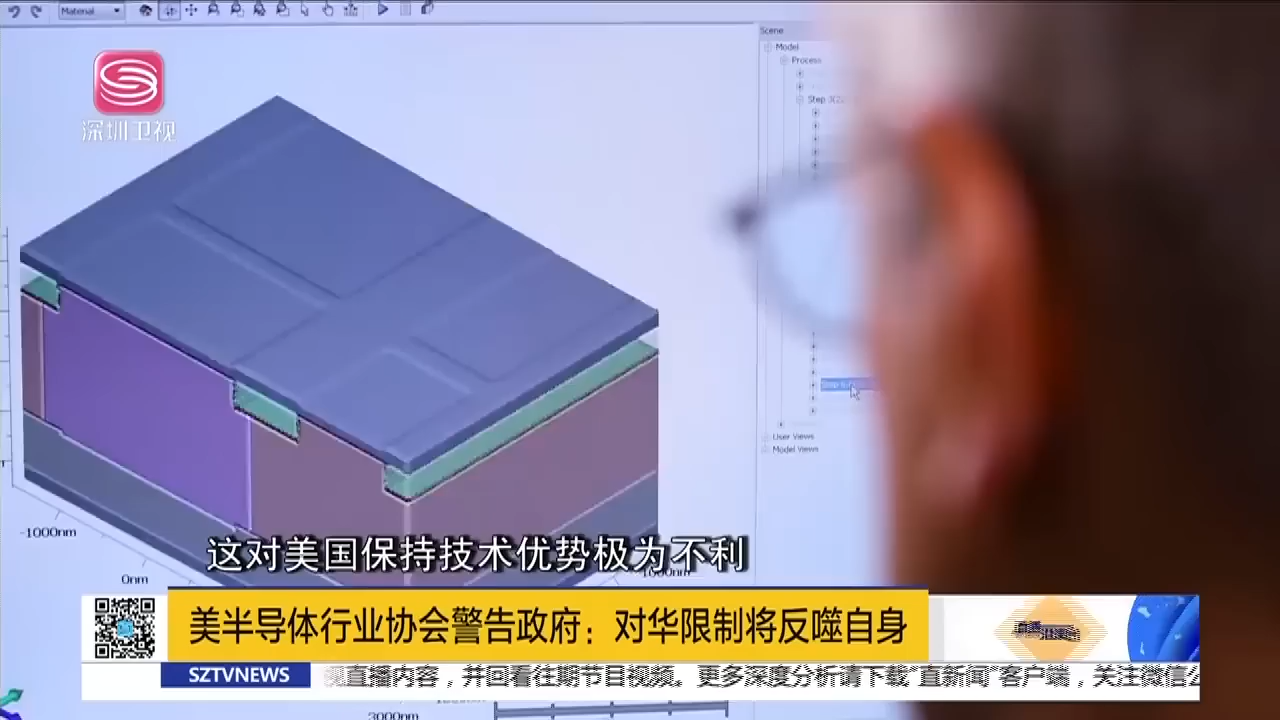 Material
Scene
Model
Process
深圳卫视
User Views
Model Views
-1000nm
0nm
这对美国保持技术优势极为不利
美半导体行业协会警告政府：对华限制将反噬自身
SZTVNEWS
直播内容，并回看往期节目视频。更多深度分析请下载“直新闻”客户端，关注微信
3000nm